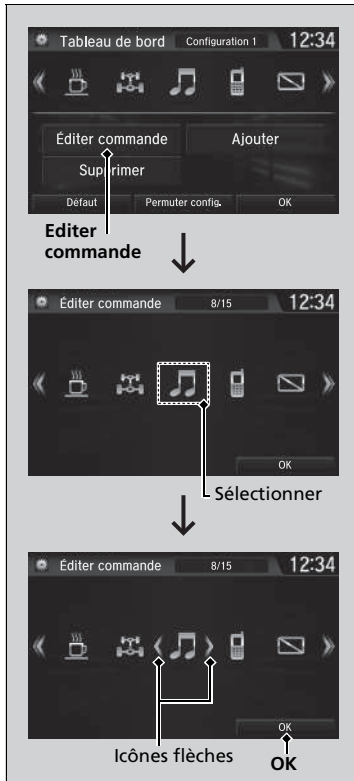 Tableau de bord Configuration 1 12:34
Éditer commande Ajouter
Supprimer
Défaut Permuter config. OK
Editer
commande
Éditer commande 8/15 12:34
OK
Sélectionner
Éditer commande 8/15 12:34
OK
Icônes flèches OK